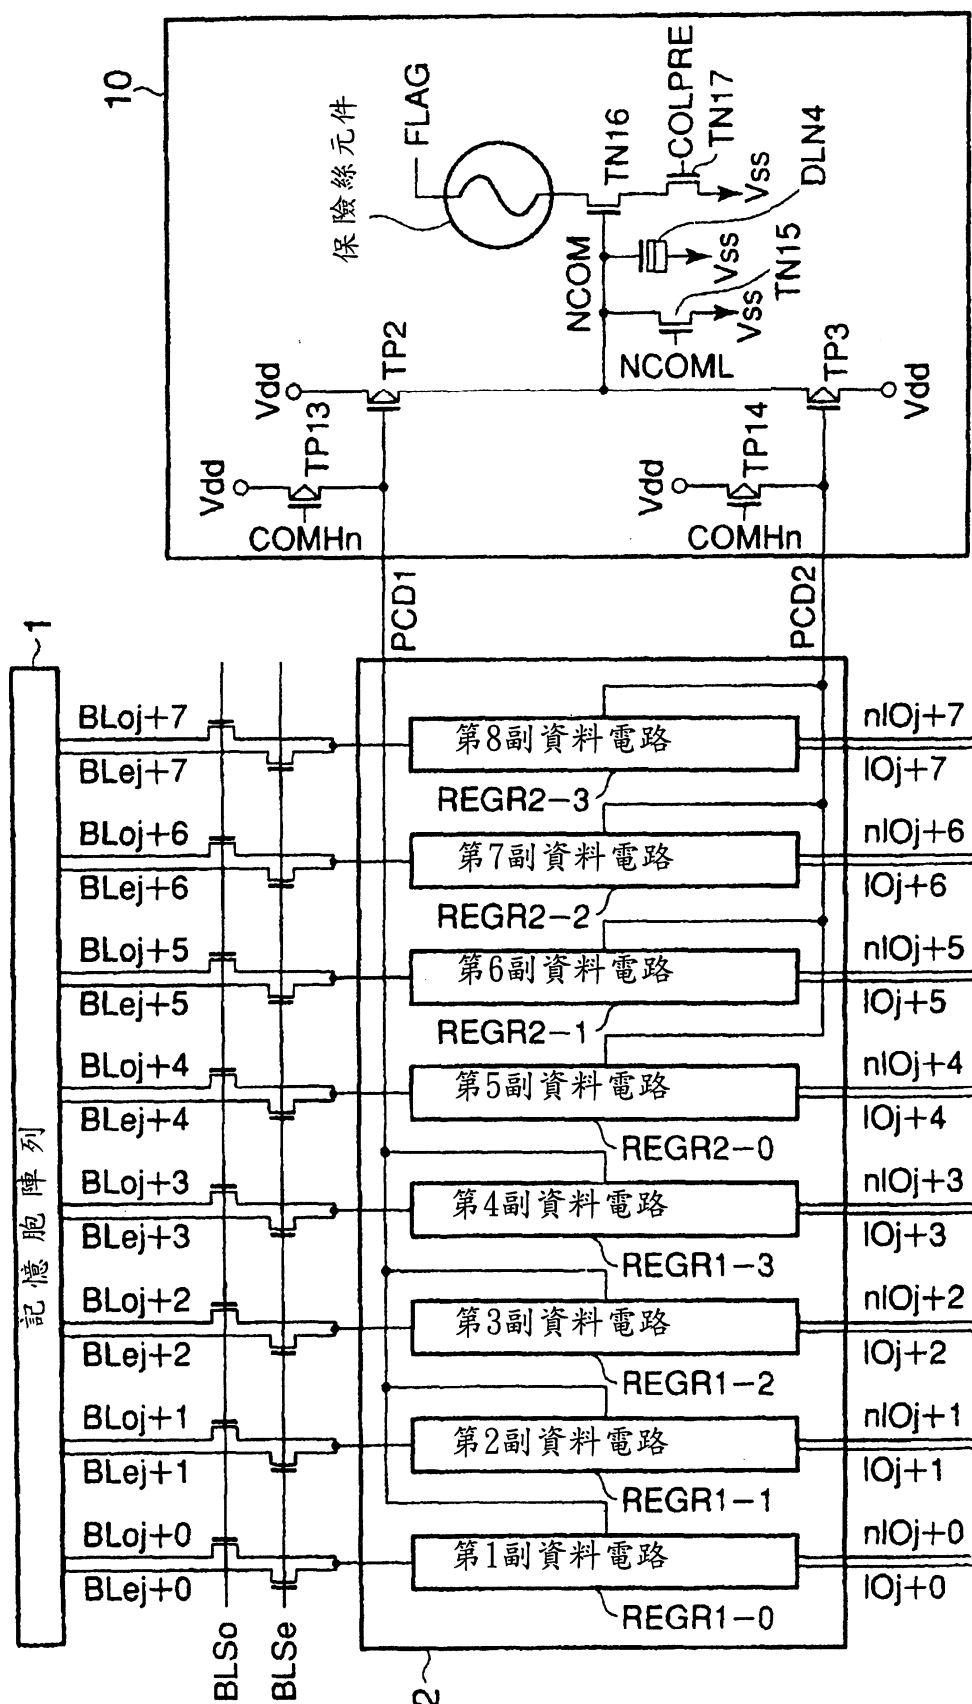 10
保險絲元件
FLAG
TN16
COLPRE
TN17
Vss
DLN4
NCOM
Vss
Vss
TN15
NCOML
Vdd
TP2
TP3
Vdd
Vdd
TP13
COMHn
Vdd
TP14
COMHn
PCD1
PCD2
1
記憶胞陣列
BLoj+7
BLej+7
BLoj+6
BLej+6
BLoj+5
BLej+5
BLoj+4
BLej+4
BLoj+3
BLej+3
BLoj+2
BLej+2
BLoj+1
BLej+1
BLoj+0
BLej+0
BLSo
BLSe
2
第8副資料電路
REGR2-3
第7副資料電路
REGR2-2
第6副資料電路
REGR2-1
第5副資料電路
REGR2-0
第4副資料電路
REGR1-3
第3副資料電路
REGR1-2
第2副資料電路
REGR1-1
第1副資料電路
REGR1-0
nIOj+7
IOj+7
nIOj+6
IOj+6
nIOj+5
IOj+5
nIOj+4
IOj+4
nIOj+3
IOj+3
nIOj+2
IOj+2
nIOj+1
IOj+1
nIOj+0
IOj+0